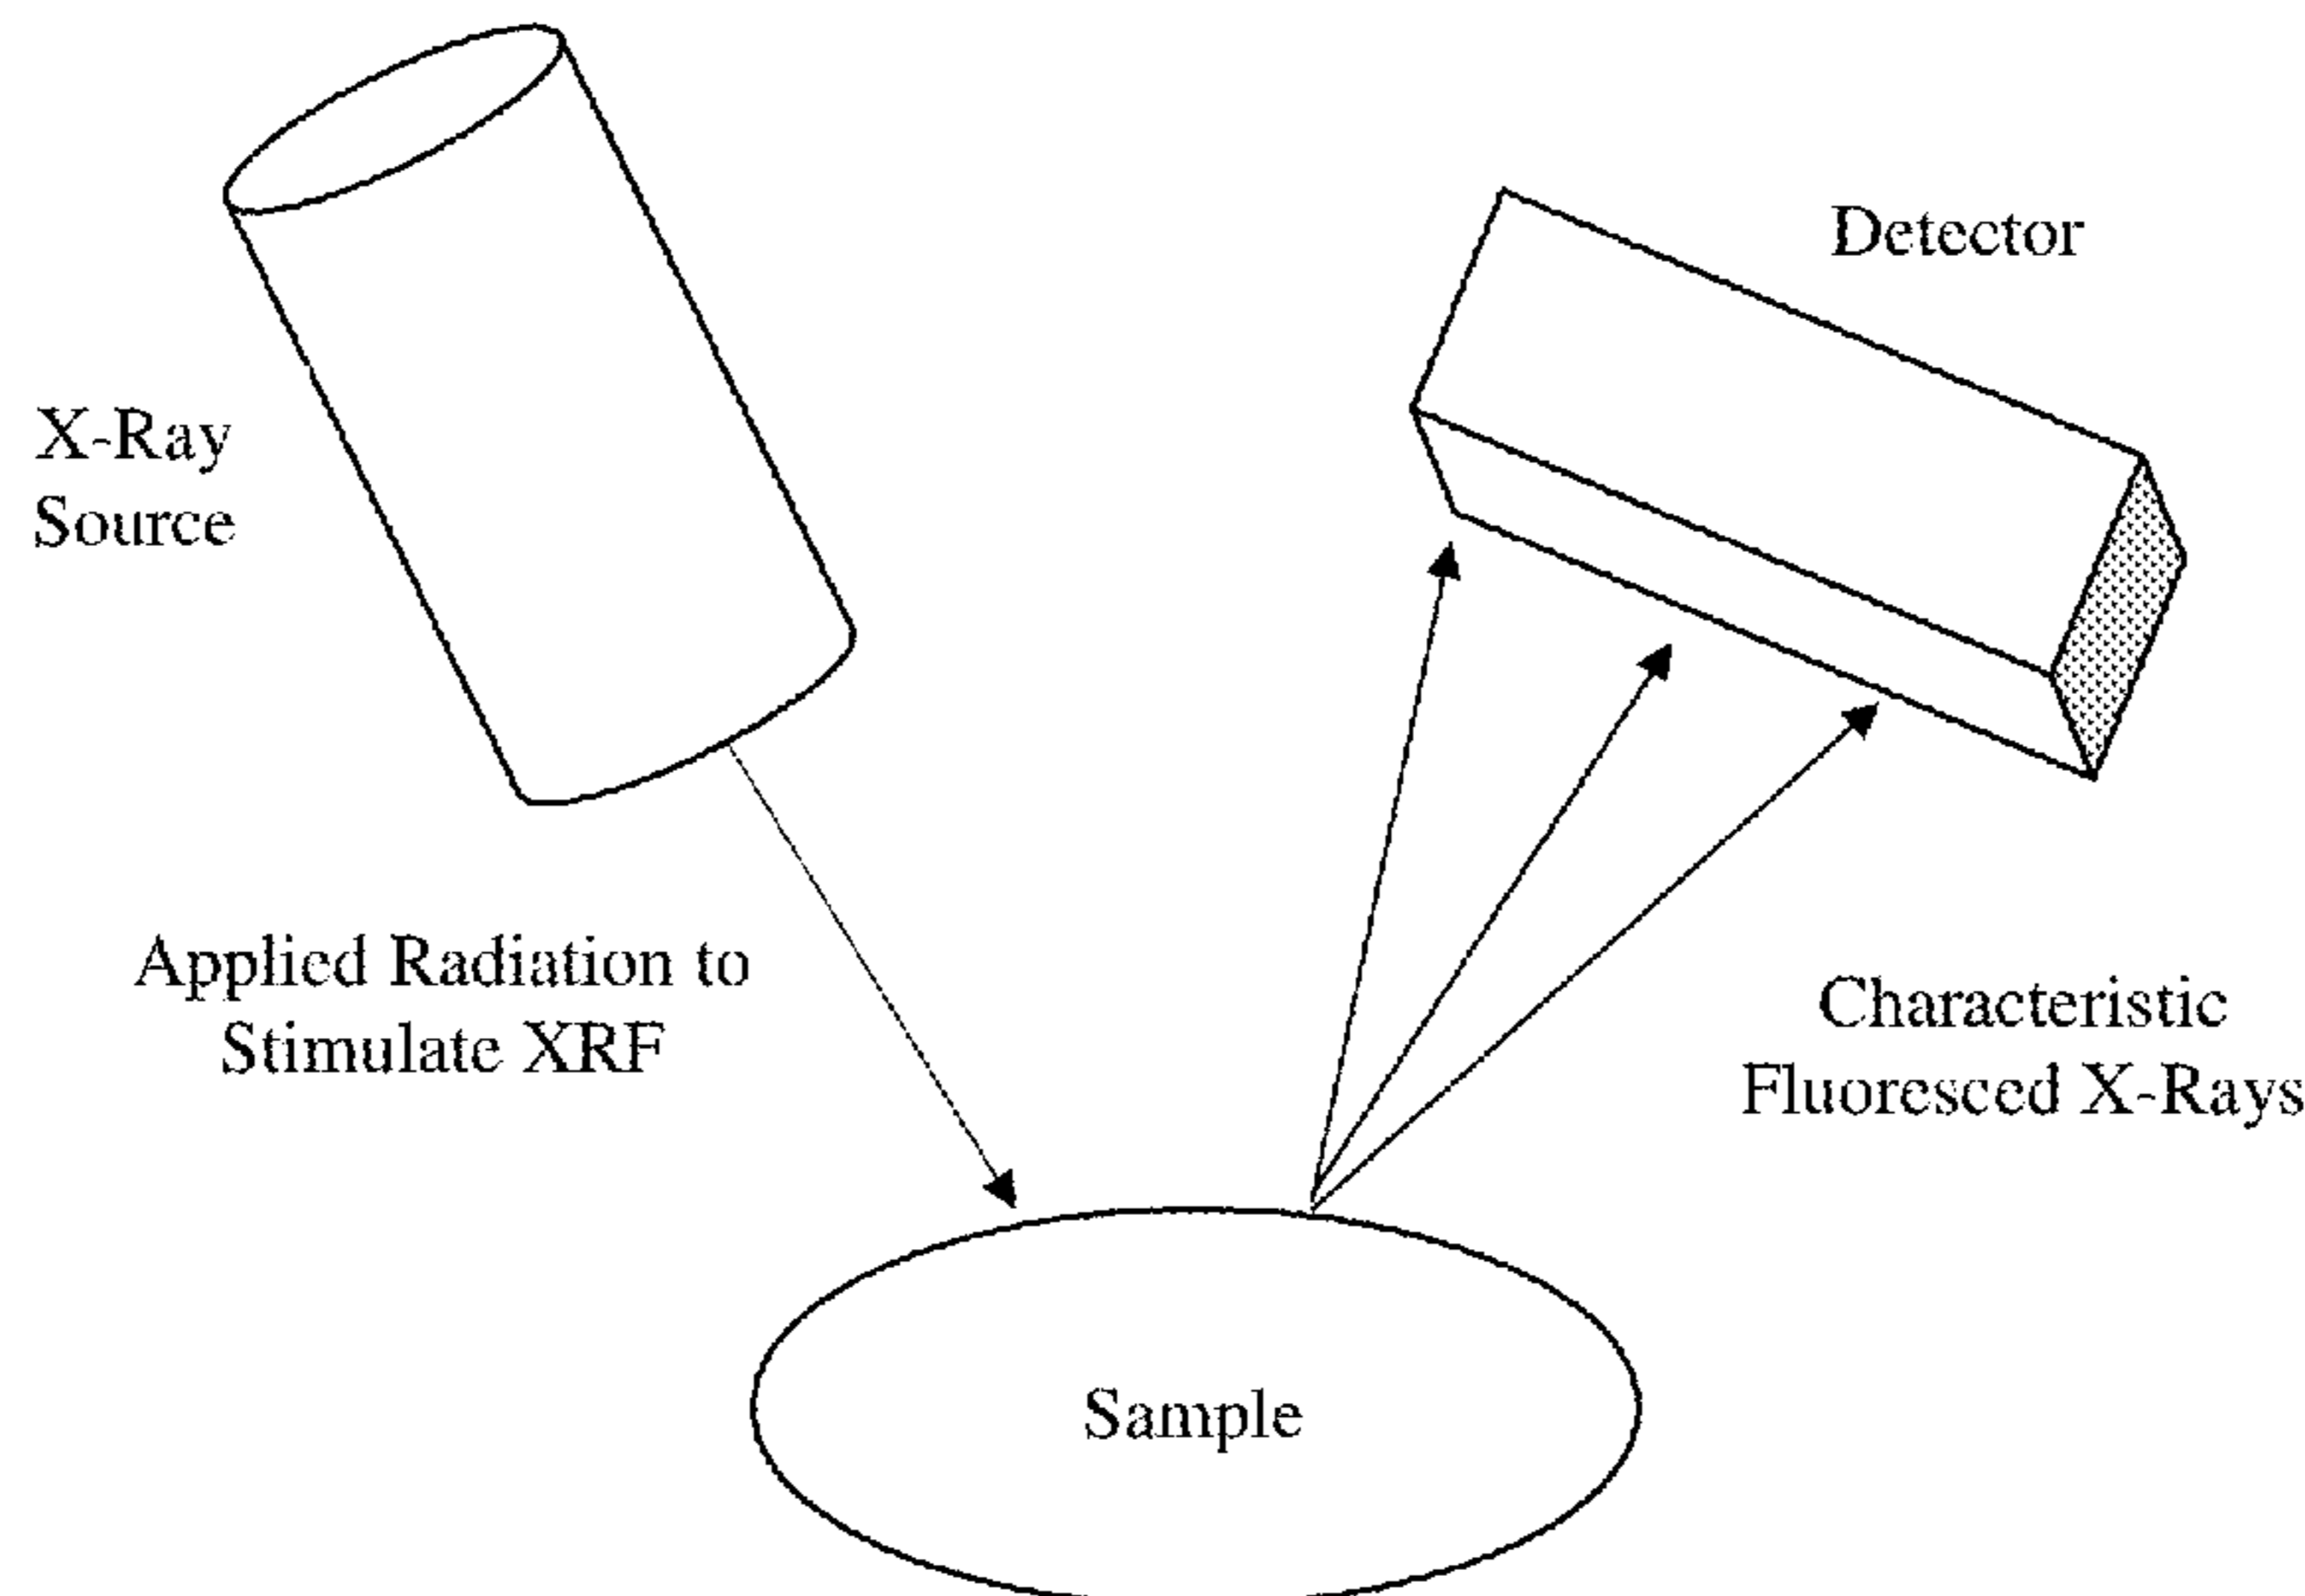 Detector
X-Ray
Source
Applied Radiation to
Stimulate XRF
Characteristic
Fluoresced X-Rays
Sample